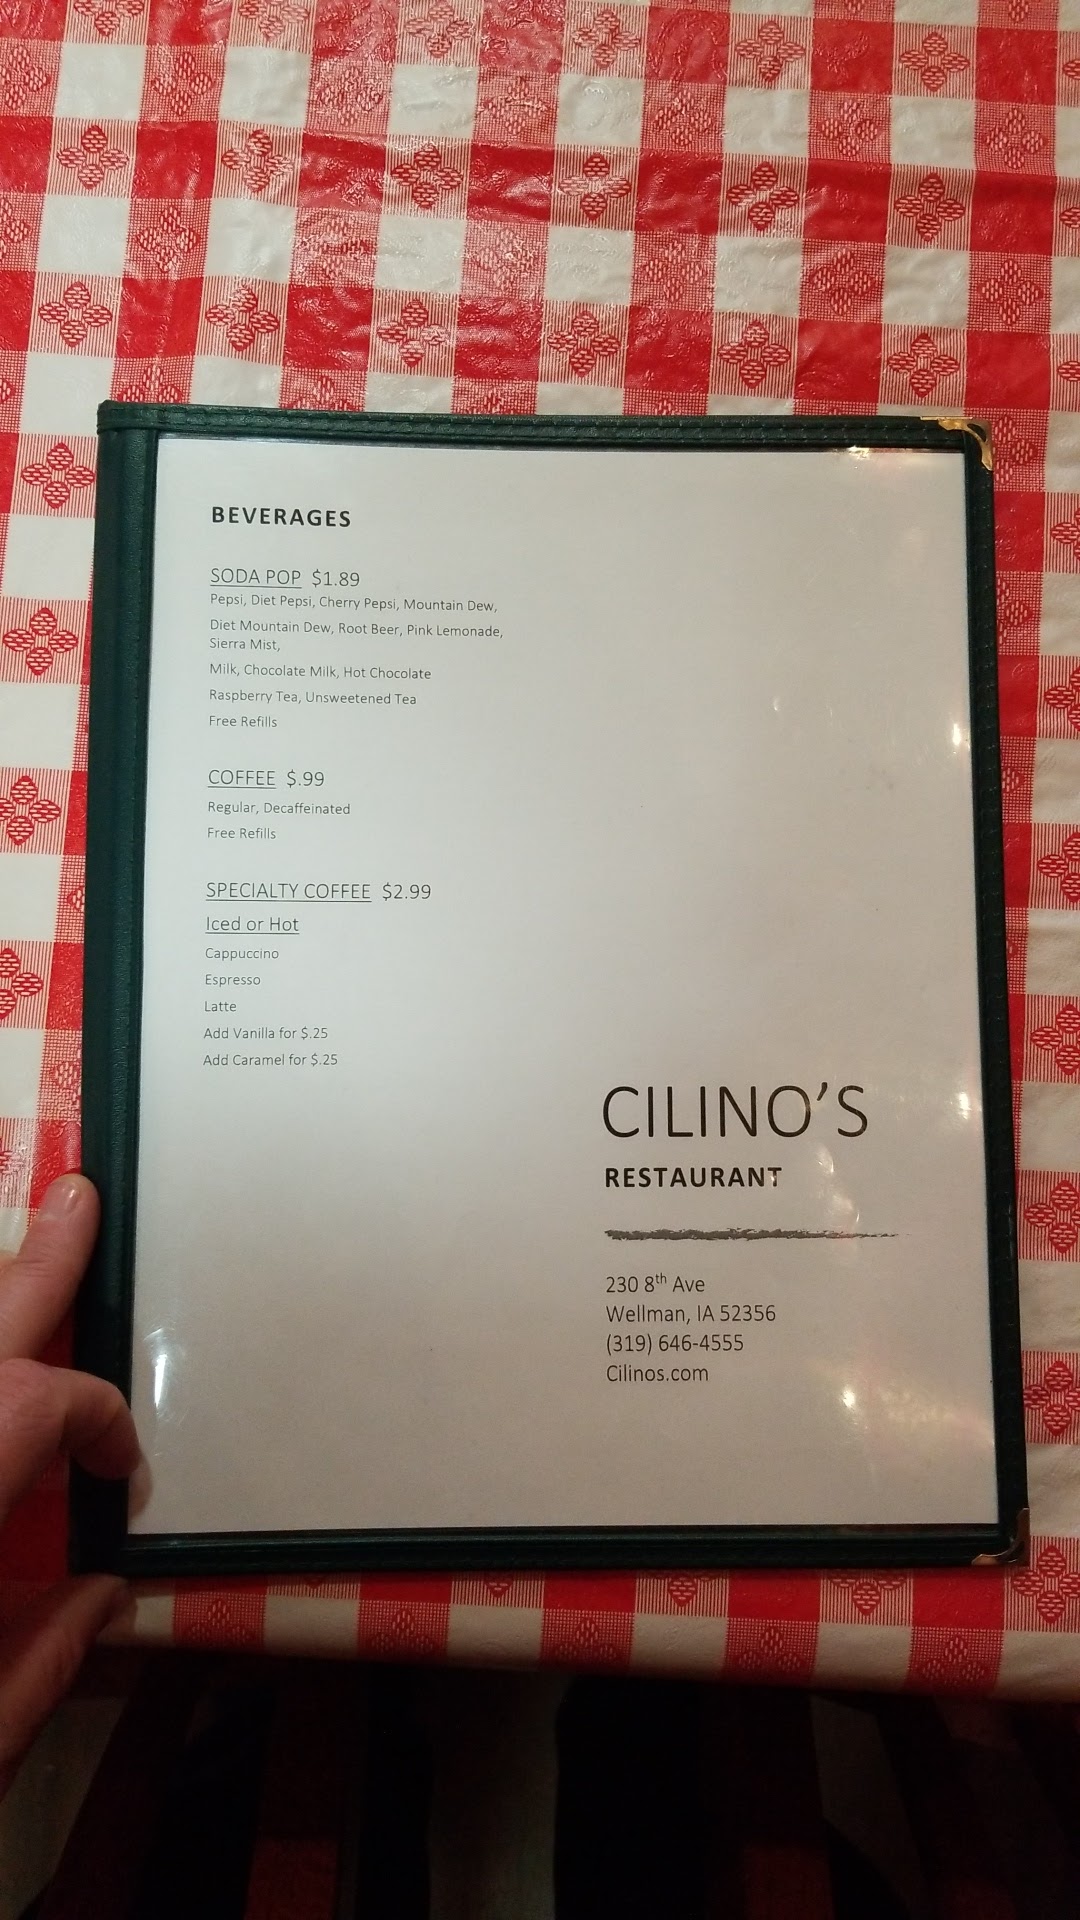 BEVERAGES
SODA POP $1.89
Pepsi, Diet Pepsi, Cherry Pepsi, Mountain Dew,
Diet Mountain Dew, Root Beer, Pink Lemonade,
Sierra Mist,
Milk, Chocolate Milk, Hot Chocolate
Raspberry Tea, Unsweetened Tea
Free Refills
COFFEE $.99
Regular, Decaffeinated
Free Refills
SPECIALTY COFFEE $2.99
Iced or Hot
Cappuccino
Espresso
Latte
Add Vanilla for $.25
Add Caramel for $.25
CILINO’S
RESTAURANT
230 8th Ave
Wellman, IA 52356
(319) 646-4555
Cilinos.com